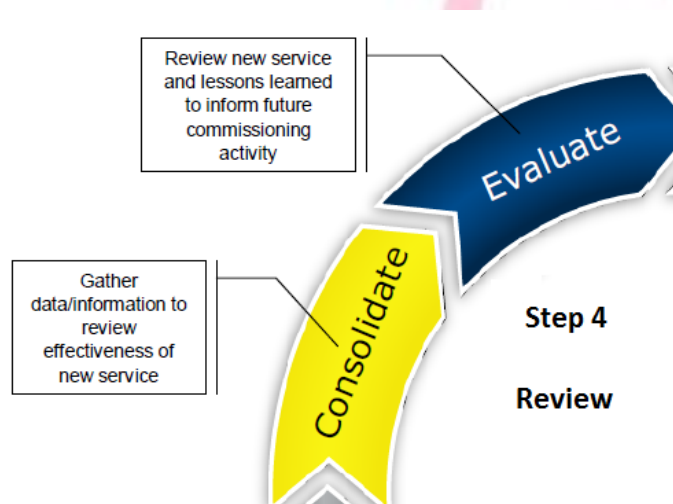 Review new service
and lessons learned
to inform future
commissioning
activity
Evaluate
Gather
data/information to
review
effectiveness of
new service
Consolidate
Step 4
Review